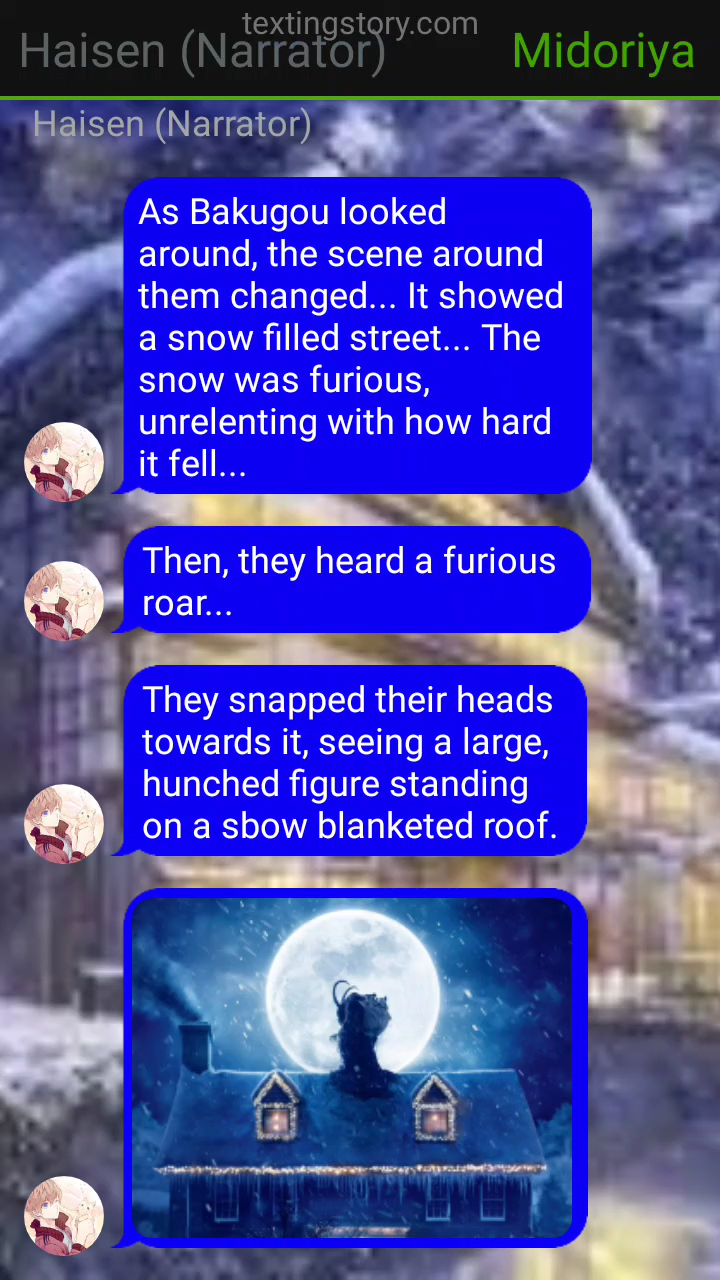 textingstory.com
Haisen (Narrator) Midoriya
Haisen (Narrator)
As Bakugou looked
around, the scene around
them changed... It showed
a snow filled street... The
snow was furious,
unrelenting with how hard
it fell...
Then, they heard a furious
roar...
They snapped their heads
towards it, seeing a large,
hunched figure standing
on a sbow blanketed roof.